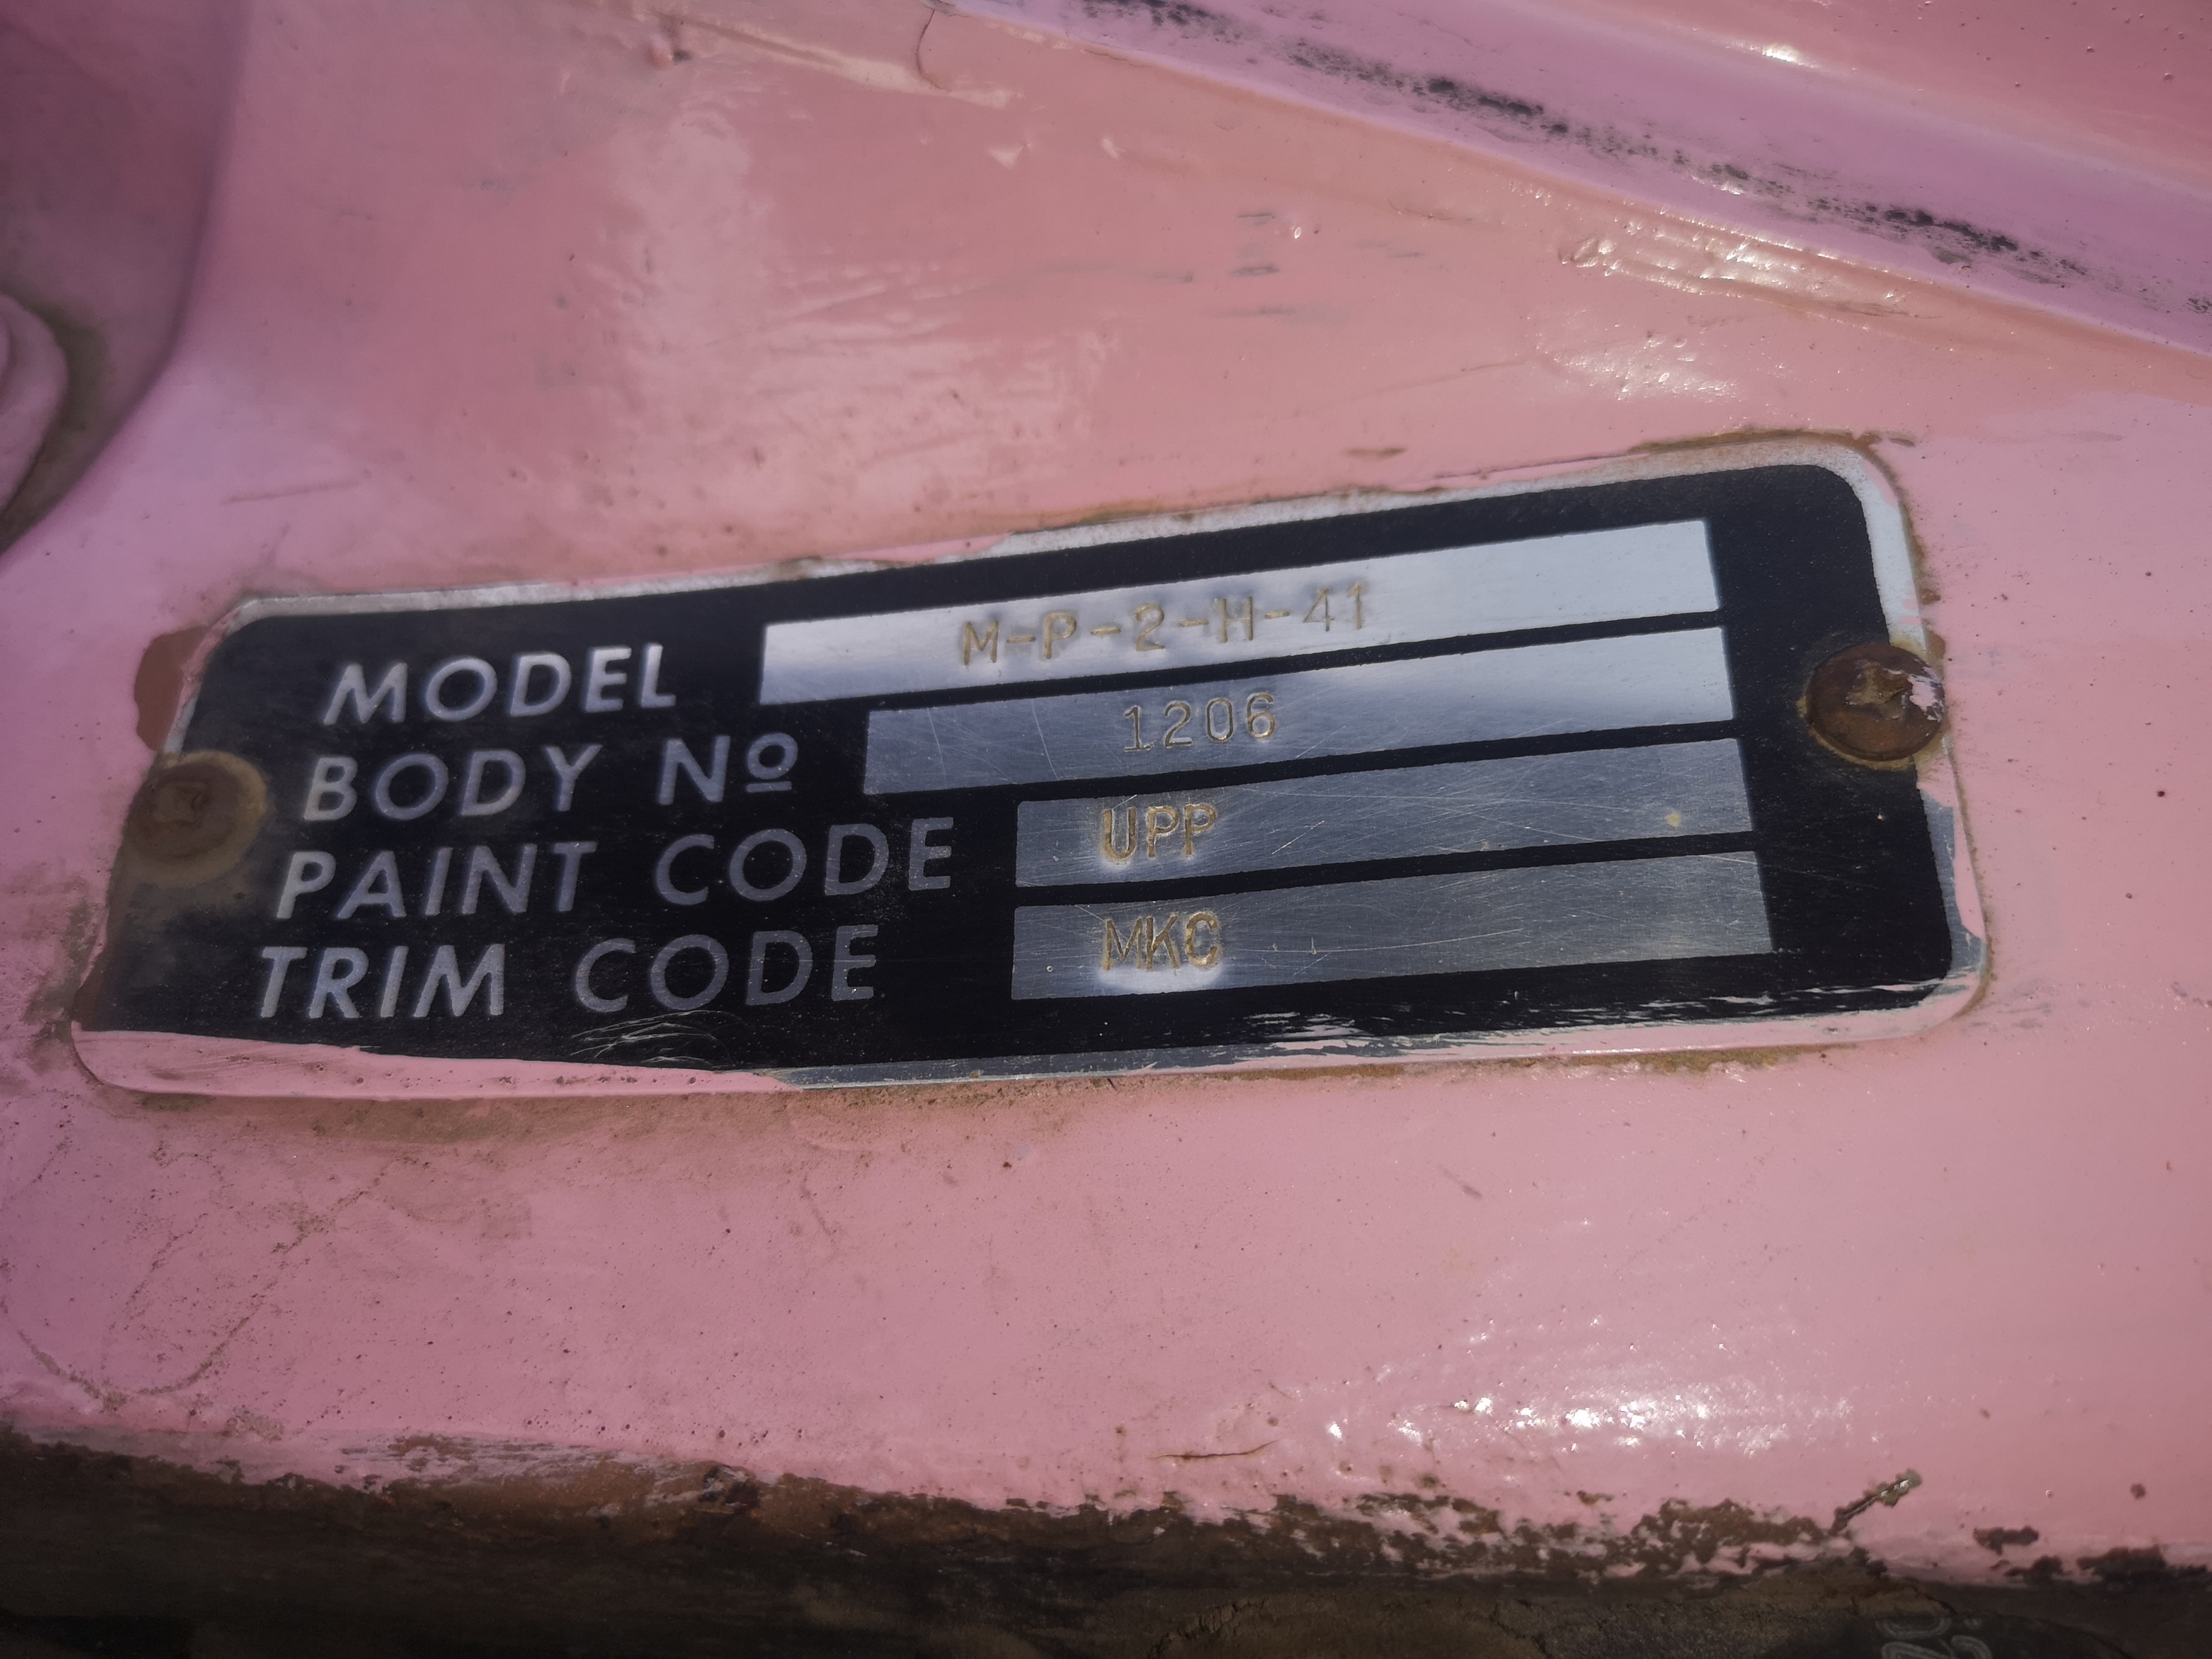 MODEL M-P-2-H-41
BODY Nº 1206
PAINT CODE UPP
TRIM CODE MKC